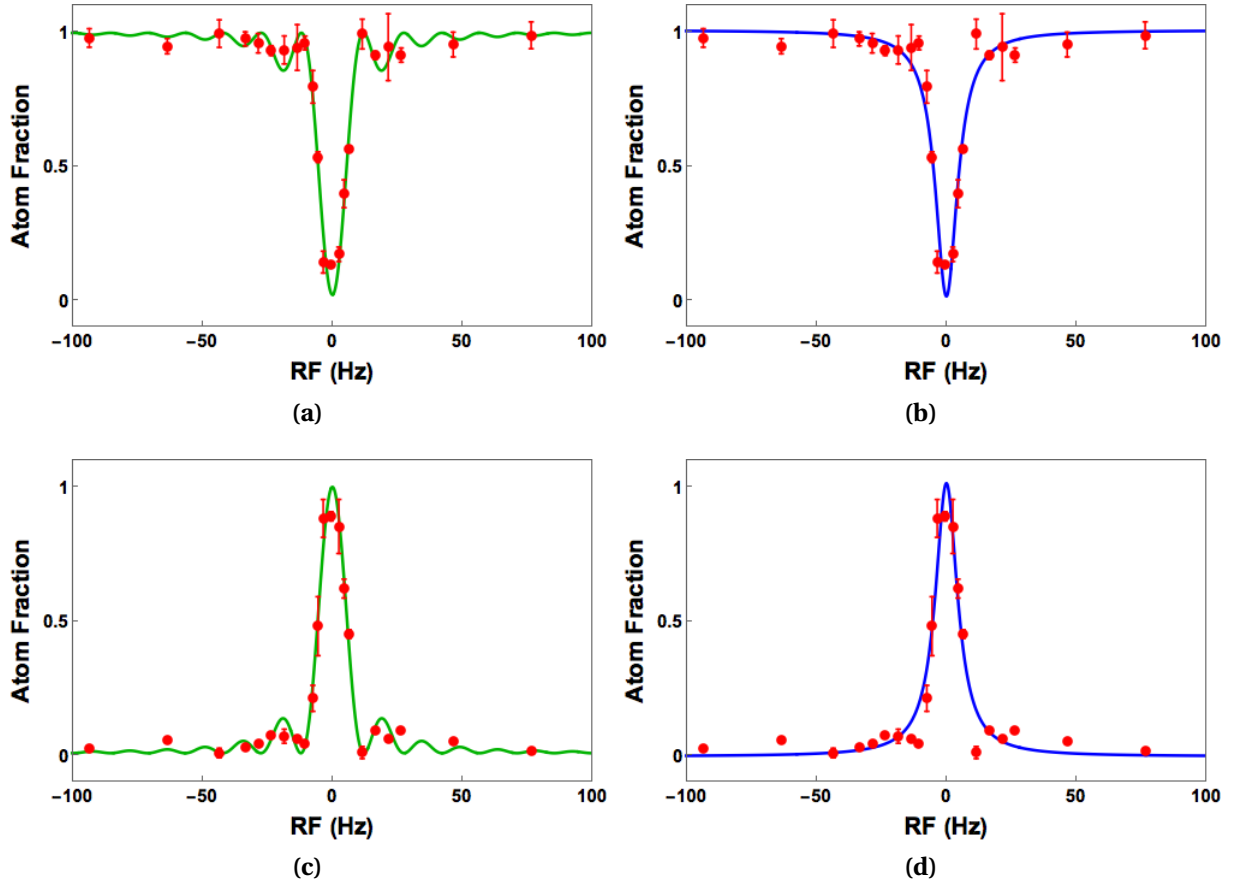 1
0.5
0
Atom Fraction
−100
−50
0
50
100
RF (Hz)
(a)
1
0.5
0
Atom Fraction
−100
−50
0
50
100
RF (Hz)
(b)
1
0.5
0
Atom Fraction
−100
−50
0
50
100
RF (Hz)
(c)
1
0.5
0
Atom Fraction
−100
−50
0
50
100
RF (Hz)
(d)